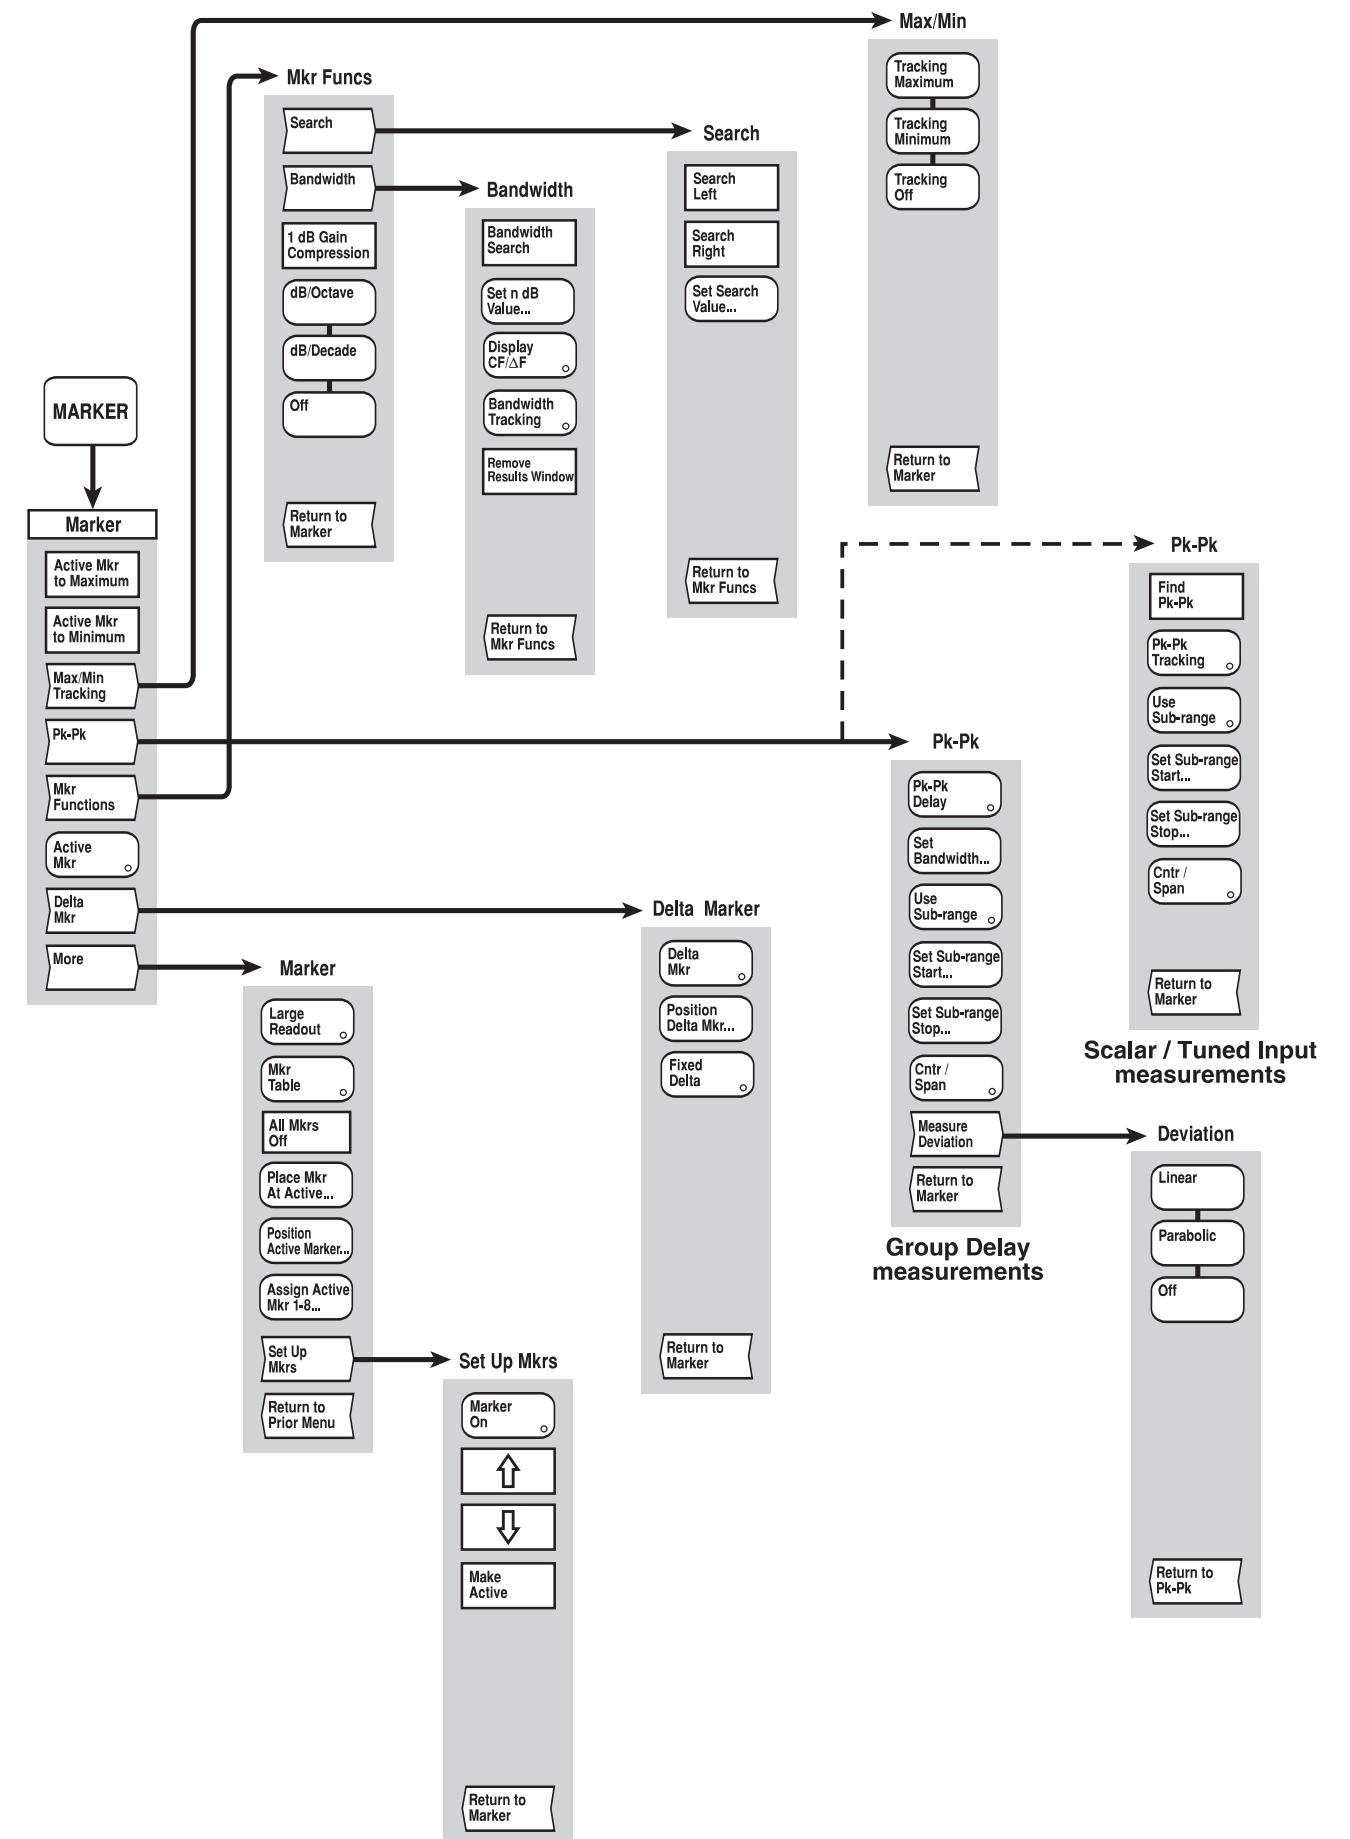 MARKER
Marker
Active Mkr
to Maximum
Active Mkr
to Minimum
Max/Min
Tracking
Pk-Pk
Mkr
Functions
Active
Mkr
Delta
Mkr
More
Mkr Funcs
Search
Bandwidth
1 dB Gain
Compression
dB/Octave
dB/Decade
Off
Return to
Marker
Bandwidth
Bandwidth
Search
Set n dB
Value...
Display
CF/ΔF
Bandwidth
Tracking
Remove
Results Window
Return to
Mkr Funcs
Search
Search
Left
Search
Right
Set Search
Value...
Return to
Mkr Funcs
Max/Min
Tracking
Maximum
Tracking
Minimum
Tracking
Off
Return to
Marker
Pk-Pk
Find
Pk-Pk
Pk-Pk
Tracking
Use
Sub-range
Set Sub-range
Start...
Set Sub-range
Stop...
Cntr /
Span
Return to
Marker
Scalar / Tuned Input
measurements
Pk-Pk
Pk-Pk
Delay
Set
Bandwidth...
Use
Sub-range
Set Sub-range
Start...
Set Sub-range
Stop...
Cntr /
Span
Measure
Deviation
Return to
Marker
Group Delay
measurements
Deviation
Linear
Parabolic
Off
Return to
Pk-Pk
Delta Marker
Delta
Mkr
Position
Delta Mkr...
Fixed
Delta
Return to
Marker
Marker
Large
Readout
Mkr
Table
All Mkrs
Off
Place Mkr
At Active...
Position
Active Marker...
Assign Active
Mkr 1-8...
Set Up
Mkrs
Return to
Prior Menu
Set Up Mkrs
Marker
On
Make
Active
Return to
Marker